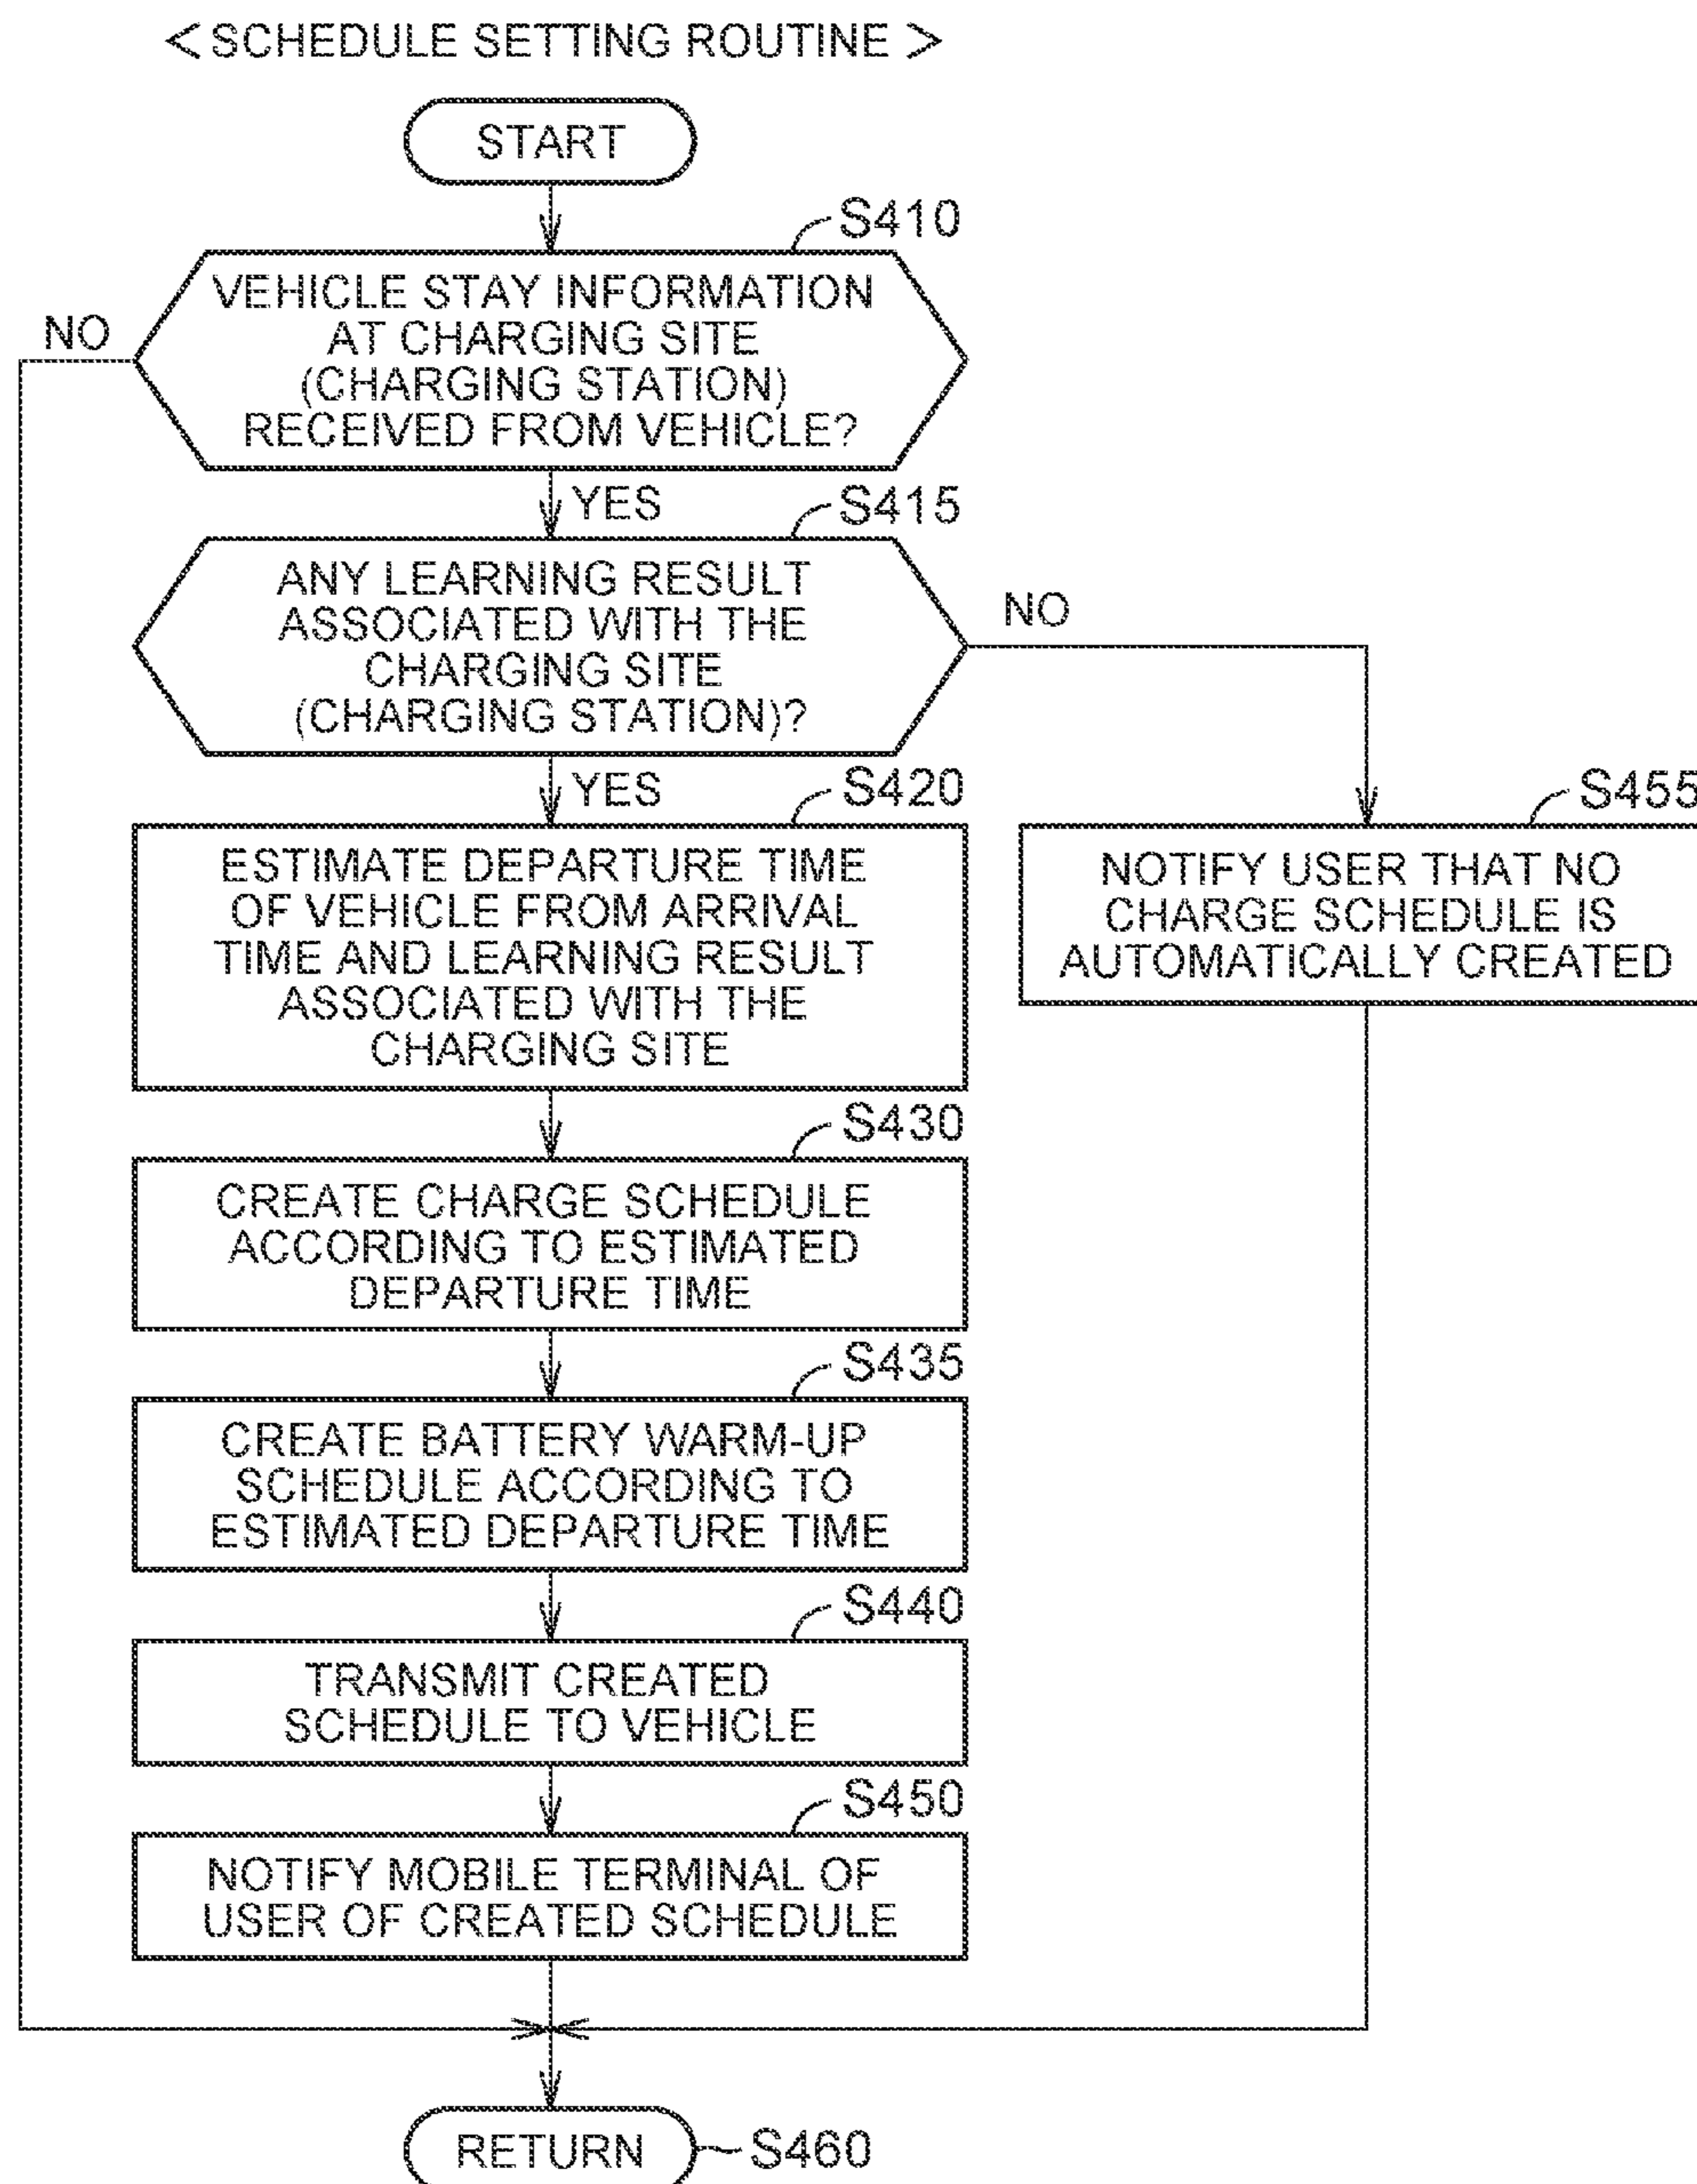 < SCHEDULE SETTING ROUTINE >
START
S410
VEHICLE STAY INFORMATION
AT CHARGING SITE
(CHARGING STATION)
RECEIVED FROM VEHICLE?
NO
YES
S415
ANY LEARNING RESULT
ASSOCIATED WITH THE
CHARGING SITE
(CHARGING STATION)?
NO
YES
S420
ESTIMATE DEPARTURE TIME
OF VEHICLE FROM ARRIVAL
TIME AND LEARNING RESULT
ASSOCIATED WITH THE
CHARGING SITE
S455
NOTIFY USER THAT NO
CHARGE SCHEDULE IS
AUTOMATICALLY CREATED
S430
CREATE CHARGE SCHEDULE
ACCORDING TO ESTIMATED
DEPARTURE TIME
S435
CREATE BATTERY WARM-UP
SCHEDULE ACCORDING TO
ESTIMATED DEPARTURE TIME
S440
TRANSMIT CREATED
SCHEDULE TO VEHICLE
S450
NOTIFY MOBILE TERMINAL OF
USER OF CREATED SCHEDULE
RETURN
S460